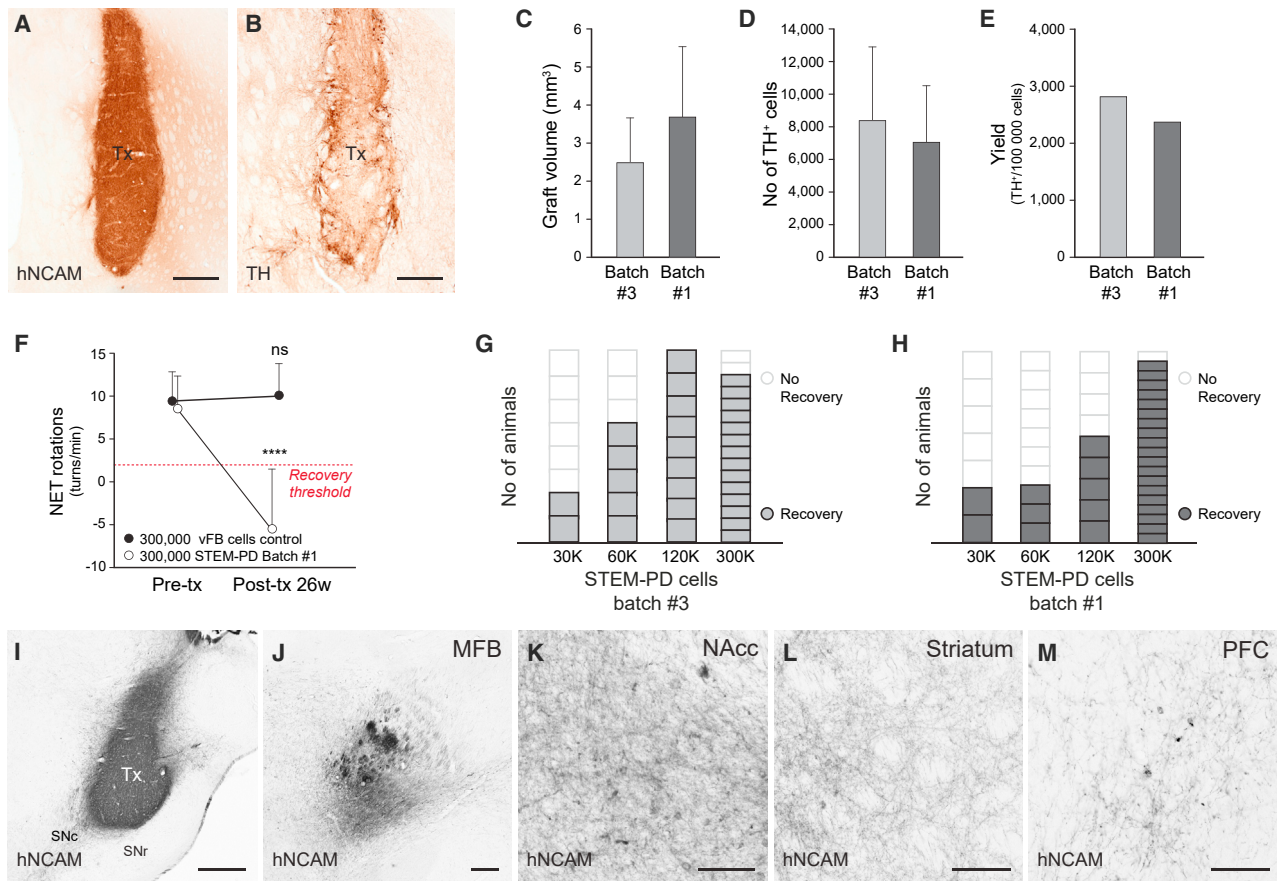 A
Tx
hNCAM
B
Tx
TH
C
Graft volume (mm³)
6
5
4
3
2
1
0
Batch
#3
Batch
#1
D
No of TH⁺ cells
14,000
12,000
10,000
8,000
6,000
4,000
2,000
0
Batch
#3
Batch
#1
E
Yield
(TH⁺/100 000 cells)
4,000
3,000
2,000
1,000
0
Batch
#3
Batch
#1
F
NET rotations
(turns/min)
15
10
5
0
-5
-10
ns
****
Recovery
threshold
300,000 vFB cells control
300,000 STEM-PD Batch #1
Pre-tx
Post-tx 26w
G
No of animals
No
Recovery
Recovery
30K 60K 120K 300K
STEM-PD cells
batch #3
H
No of animals
No
Recovery
Recovery
30K 60K 120K 300K
STEM-PD cells
batch #1
I
Tx
SNc
SNr
hNCAM
J
MFB
hNCAM
K
NAcc
hNCAM
L
Striatum
hNCAM
M
PFC
hNCAM